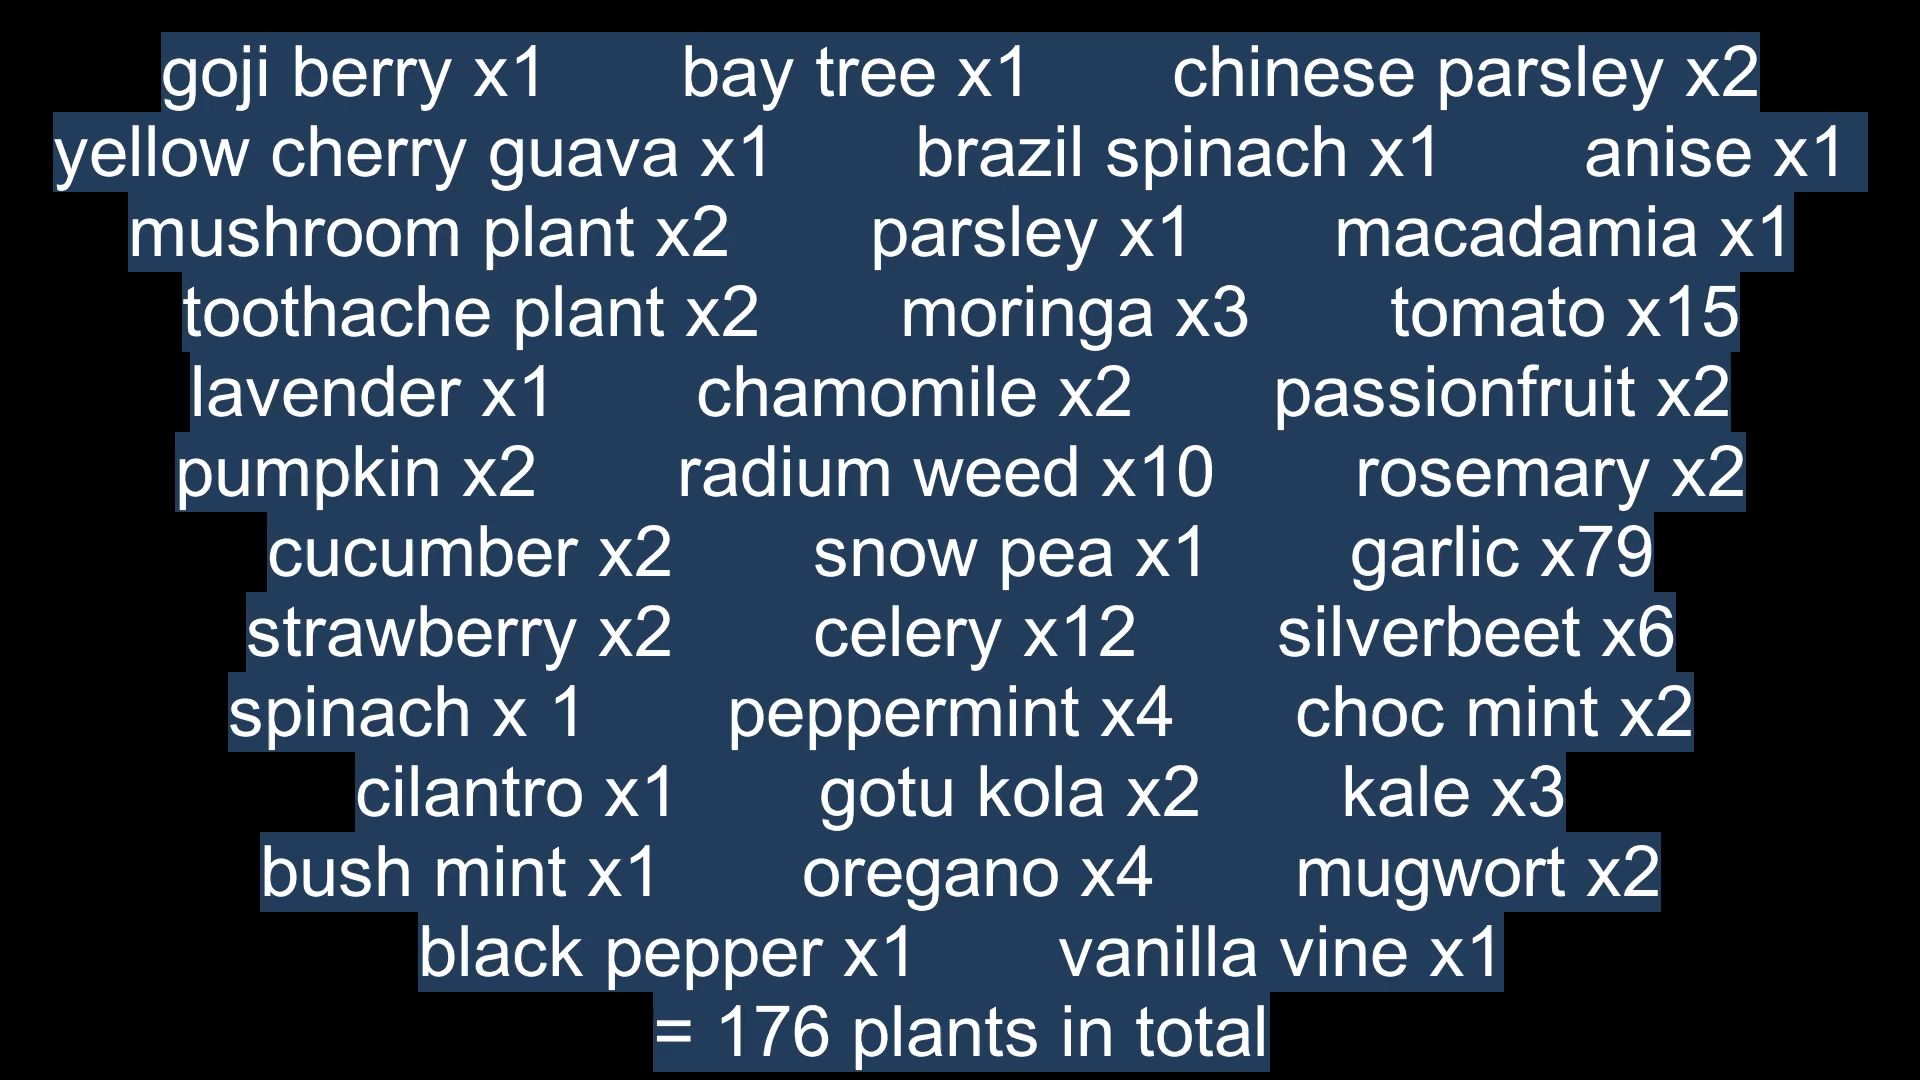 goji berry x1 bay tree x1 chinese parsley x2
yellow cherry guava x1 brazil spinach x1 anise x1
mushroom plant x2 parsley x1 macadamia x1
toothache plant x2 moringa x3 tomato x15
lavender x1 chamomile x2 passionfruit x2
pumpkin x2 radium weed x10 rosemary x2
cucumber x2 snow pea x1 garlic x79
strawberry x2 celery x12 silverbeet x6
spinach x 1 peppermint x4 choc mint x2
cilantro x1 gotu kola x2 kale x3
bush mint x1 oregano x4 mugwort x2
black pepper x1 vanilla vine x1
= 176 plants in total